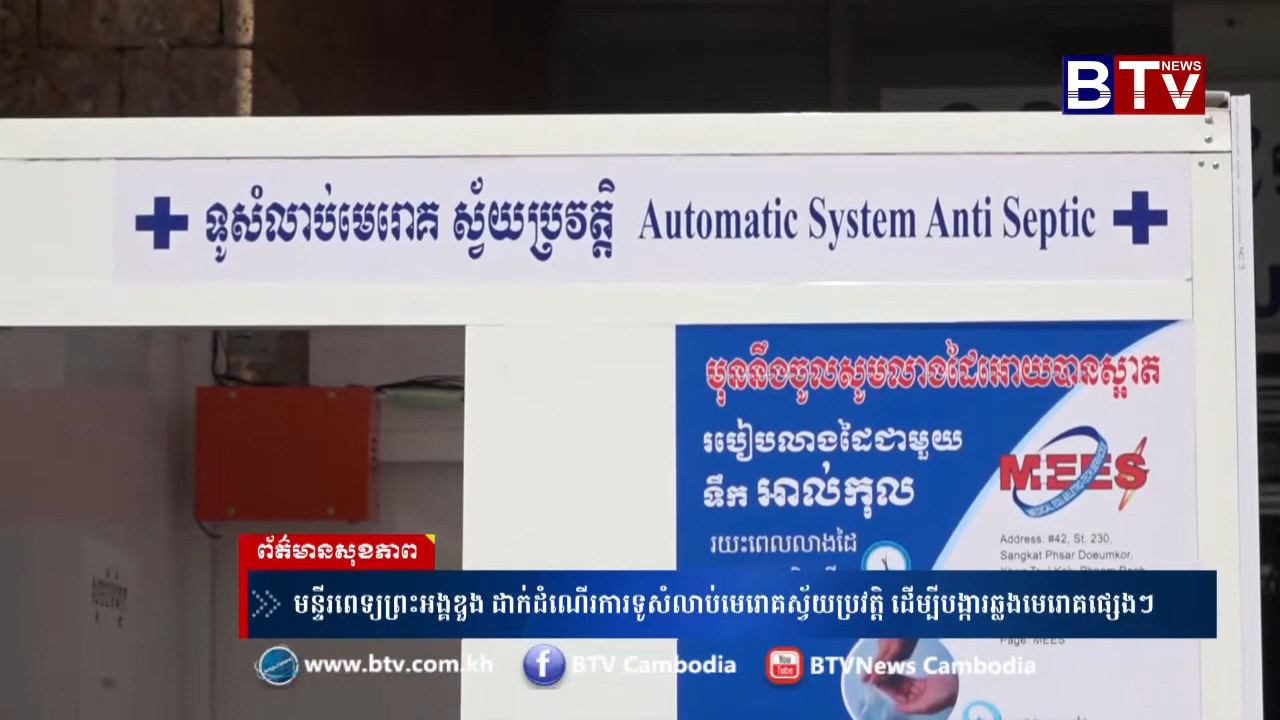 BTV NEWS
ទូសំលាប់មេរោគ ស្វ័យប្រវត្តិ Automatic System Anti Septic
មុននឹងចូលសូមលាងដៃអោយបានស្អាត
របៀបលាងដៃជាមួយ
ទឹក អាល់កុល
រយះពេលលាងដៃ
MEES
Address: #42, St. 230,
Sangkat Phsar Doeumkor,
ព័ត៌មានសុខភាព
មន្ទីរពេទ្យព្រះអង្គឌួង ដាក់ដំណើរការទូសំលាប់មេរោគស្វ័យប្រវត្តិ ដើម្បីបង្ការឆ្លងមេរោគផ្សេងៗ
Page: MEES
www.btv.com.kh BTV Cambodia You Tube BTVNews Cambodia